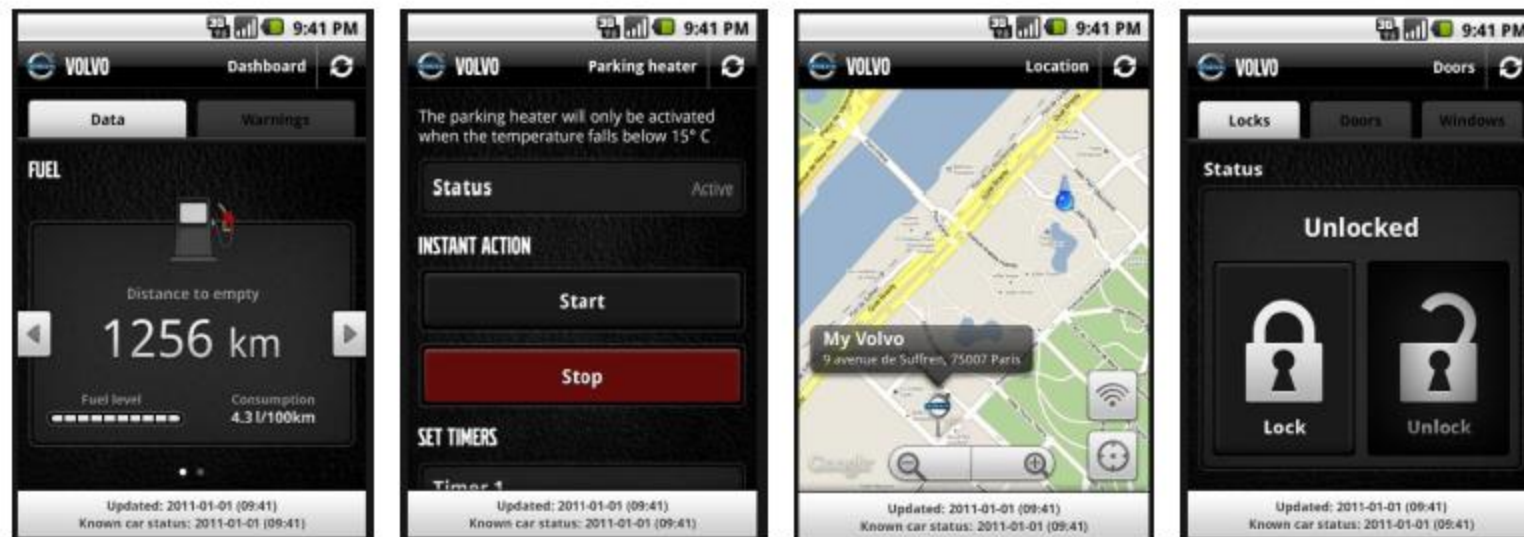 9:41 PM
VOLVO Dashboard
Data Warnings
FUEL
Distance to empty
1256 km
Fuel level Consumption
4.3 l/100km
Updated: 2011-01-01 (09:41)
Known car status: 2011-01-01 (09:41)
9:41 PM
VOLVO Parking heater
The parking heater will only be activated
when the temperature falls below 15° C
Status Active
INSTANT ACTION
Start
Stop
SET TIMERS
Timer 1
Updated: 2011-01-01 (09:41)
Known car status: 2011-01-01 (09:41)
9:41 PM
VOLVO Location
My Volvo
9 avenue de Suffren, 75007 Paris
Google
Updated: 2011-01-01 (09:41)
Known car status: 2011-01-01 (09:41)
9:41 PM
VOLVO Doors
Locks Doors Windows
Status
Unlocked
Lock Unlock
Updated: 2011-01-01 (09:41)
Known car status: 2011-01-01 (09:41)